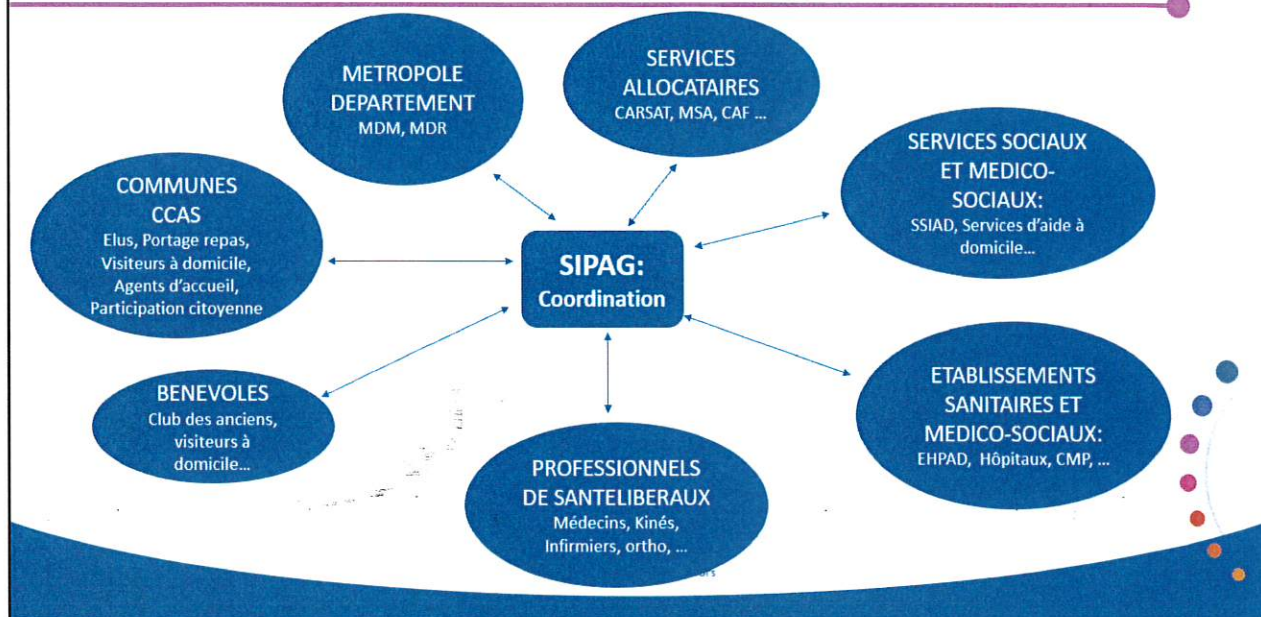 METROPOLE
DEPARTEMENT
MDM, MDR
SERVICES
ALLOCATAIRES
CARSAT, MSA, CAF ...
SERVICES SOCIAUX
ET MEDICO-
SOCIAUX:
SSIAD, Services d'aide à
domicile...
COMMUNES
CCAS
Elus, Portage repas,
Visiteurs à domicile,
Agents d'accueil,
Participation citoyenne
SIPAG:
Coordination
BENEVOLES
Club des anciens,
visiteurs à
domicile...
ETABLISSEMENTS
SANITAIRES ET
MEDICO-SOCIAUX:
EHPAD, Hôpitaux, CMP, ...
PROFESSIONNELS
DE SANTELIBERAUX
Médecins, Kinés,
Infirmiers, ortho, ...